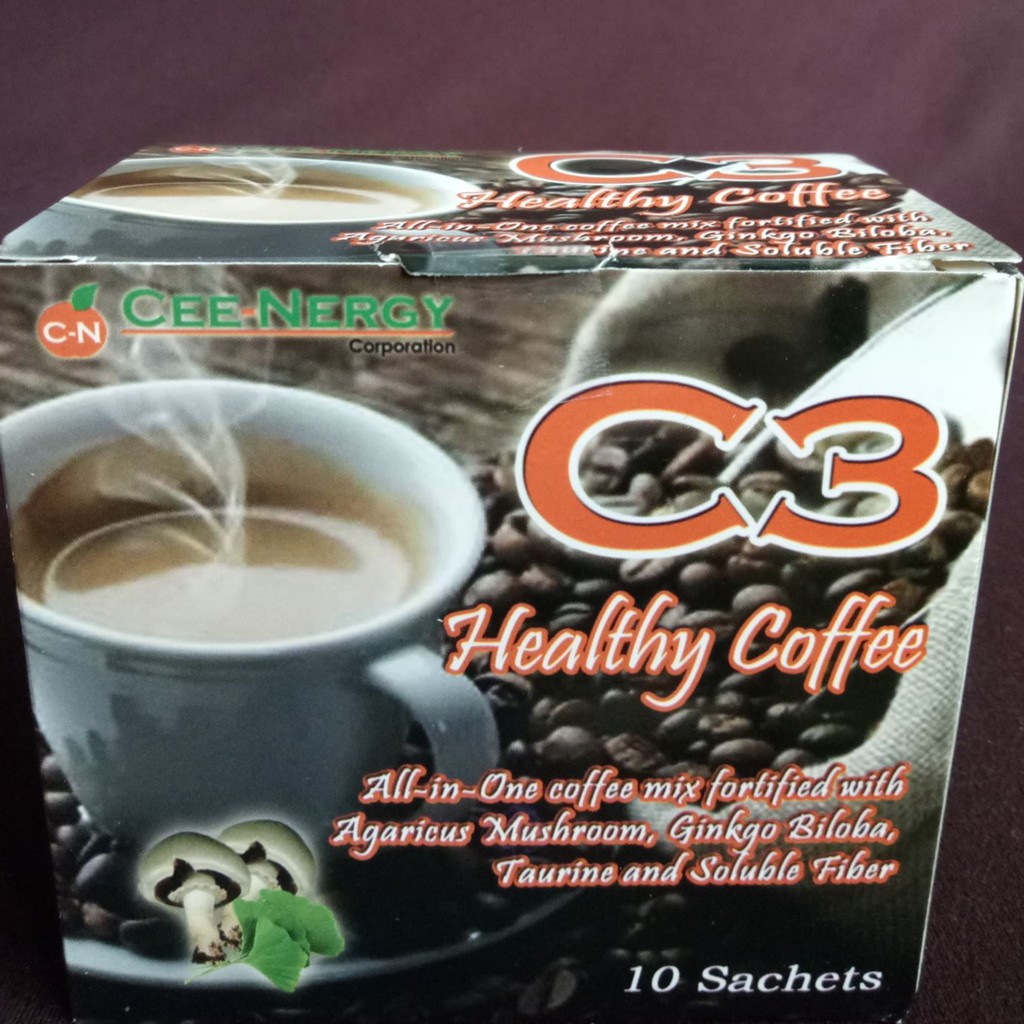 C-N
C3
Healthy Coffee
All-in-One coffee mix fortified with
Agaricus Mushroom, Ginkgo Biloba,
Taurine and Soluble Fiber
C-N
CEE-NERGY
Corporation
C3
Healthy Coffee
All-in-One coffee mix fortified with
Agaricus Mushroom, Ginkgo Biloba,
Taurine and Soluble Fiber
10 Sachets